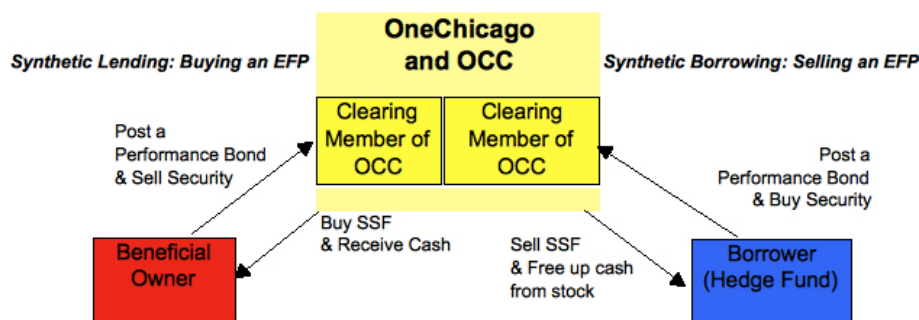 OneChicago
and OCC
Synthetic Lending: Buying an EFP
Synthetic Borrowing: Selling an EFP
Clearing
Member of
OCC
Clearing
Member of
OCC
Post a
Performance Bond
& Sell Security
Post a
Performance Bond
& Buy Security
Buy SSF
& Receive Cash
Sell SSF
& Free up cash
from stock
Beneficial
Owner
Borrower
(Hedge Fund)